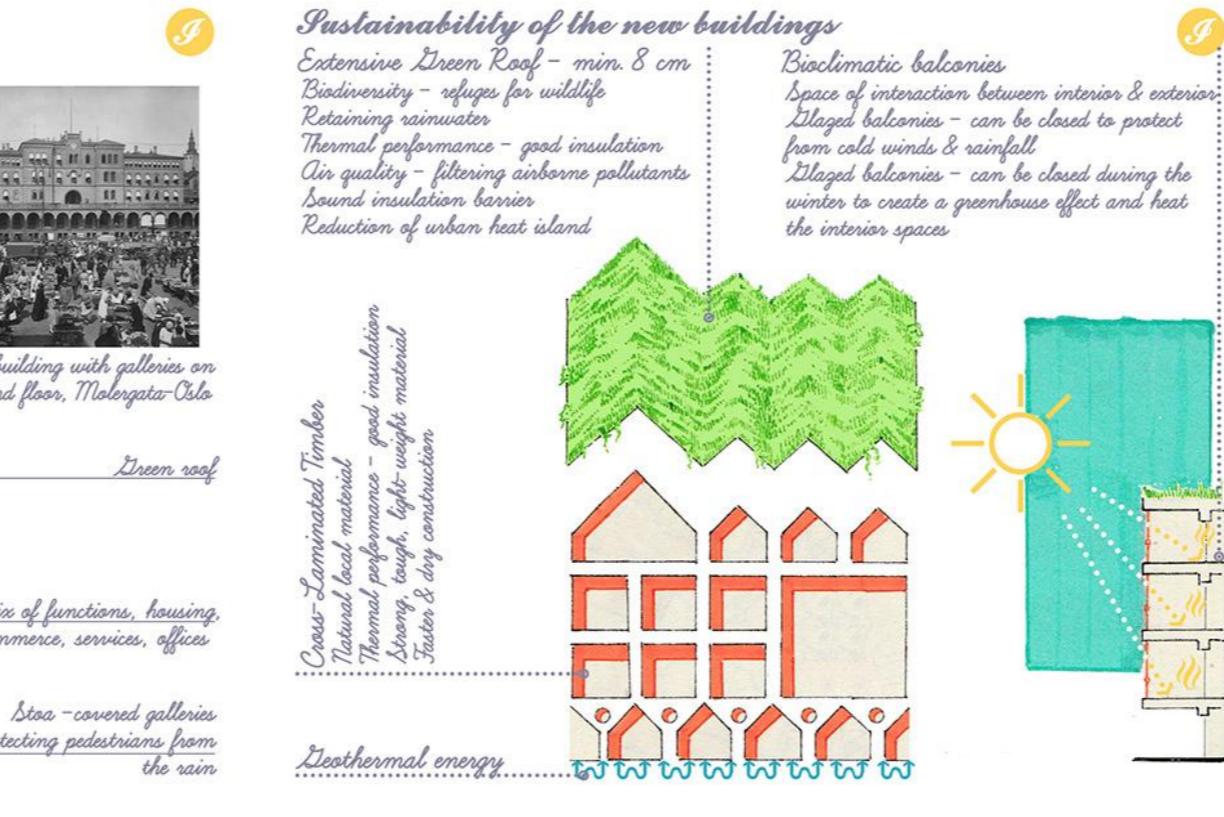 I
building with galleries on
floor, Molergata-Oslo
Green roof
of functions, housing,
services, offices
Stoa -covered galleries
pedestrians from
the rain
Sustainability of the new buildings
Extensive Green Roof - min. 8 cm
Biodiversity - refuges for wildlife
Retaining rainwater
Thermal performance - good insulation
Air quality - filtering airborne pollutants
Sound insulation barrier
Reduction of urban heat island
I
Bioclimatic balconies
Space of interaction between interior & exterior
Glazed balconies - can be closed to protect
from cold winds & rainfall
Glazed balconies - can be closed during the
winter to create a greenhouse effect and heat
the interior spaces
Cross-Laminated Timber
Natural local material
Thermal performance - good insulation
Strong, tough, light-weight material
Faster & dry construction
Geothermal energy